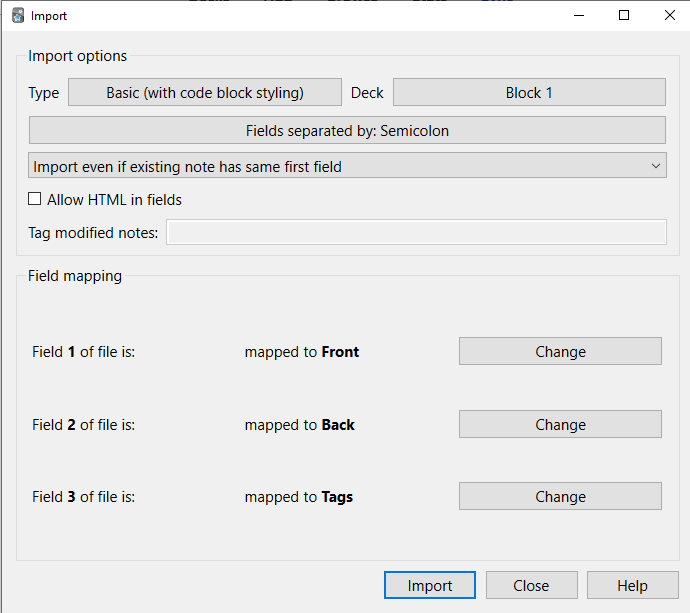 Import
Import options
Type Basic (with code block styling) Deck Block 1
Fields separated by: Semicolon
Import even if existing note has same first field
Allow HTML in fields
Tag modified notes:
Field mapping
Field 1 of file is: mapped to Front Change
Field 2 of file is: mapped to Back Change
Field 3 of file is: mapped to Tags Change
Import Close Help